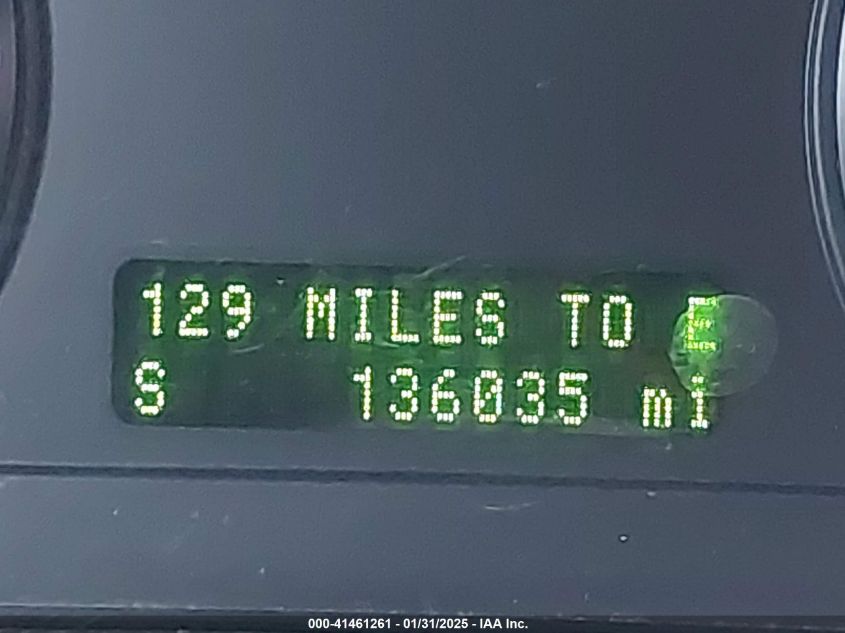 129 MILES TO E
S 136035 mi
000-41461261 - 01/31/2025 - IAA Inc.